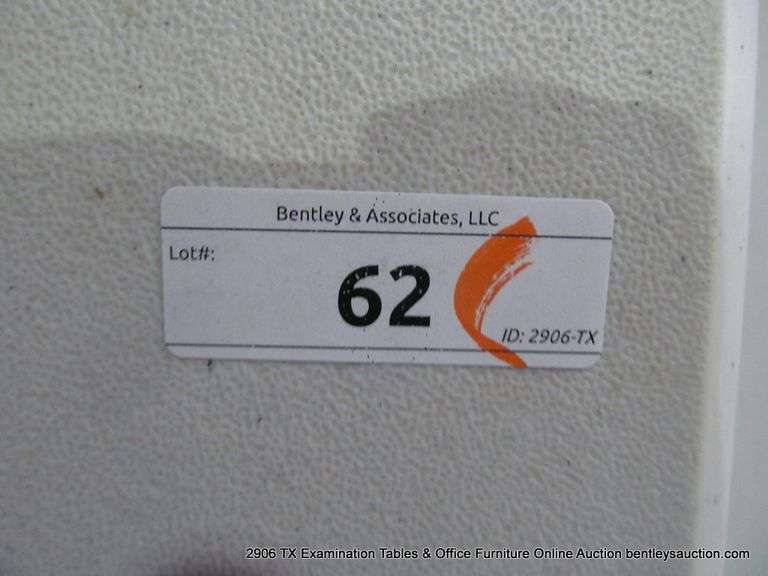 Bentley & Associates, LLC
Lot#:
62
ID: 2906-TX
2906 TX Examination Tables & Office Furniture Online Auction bentleysauction.com